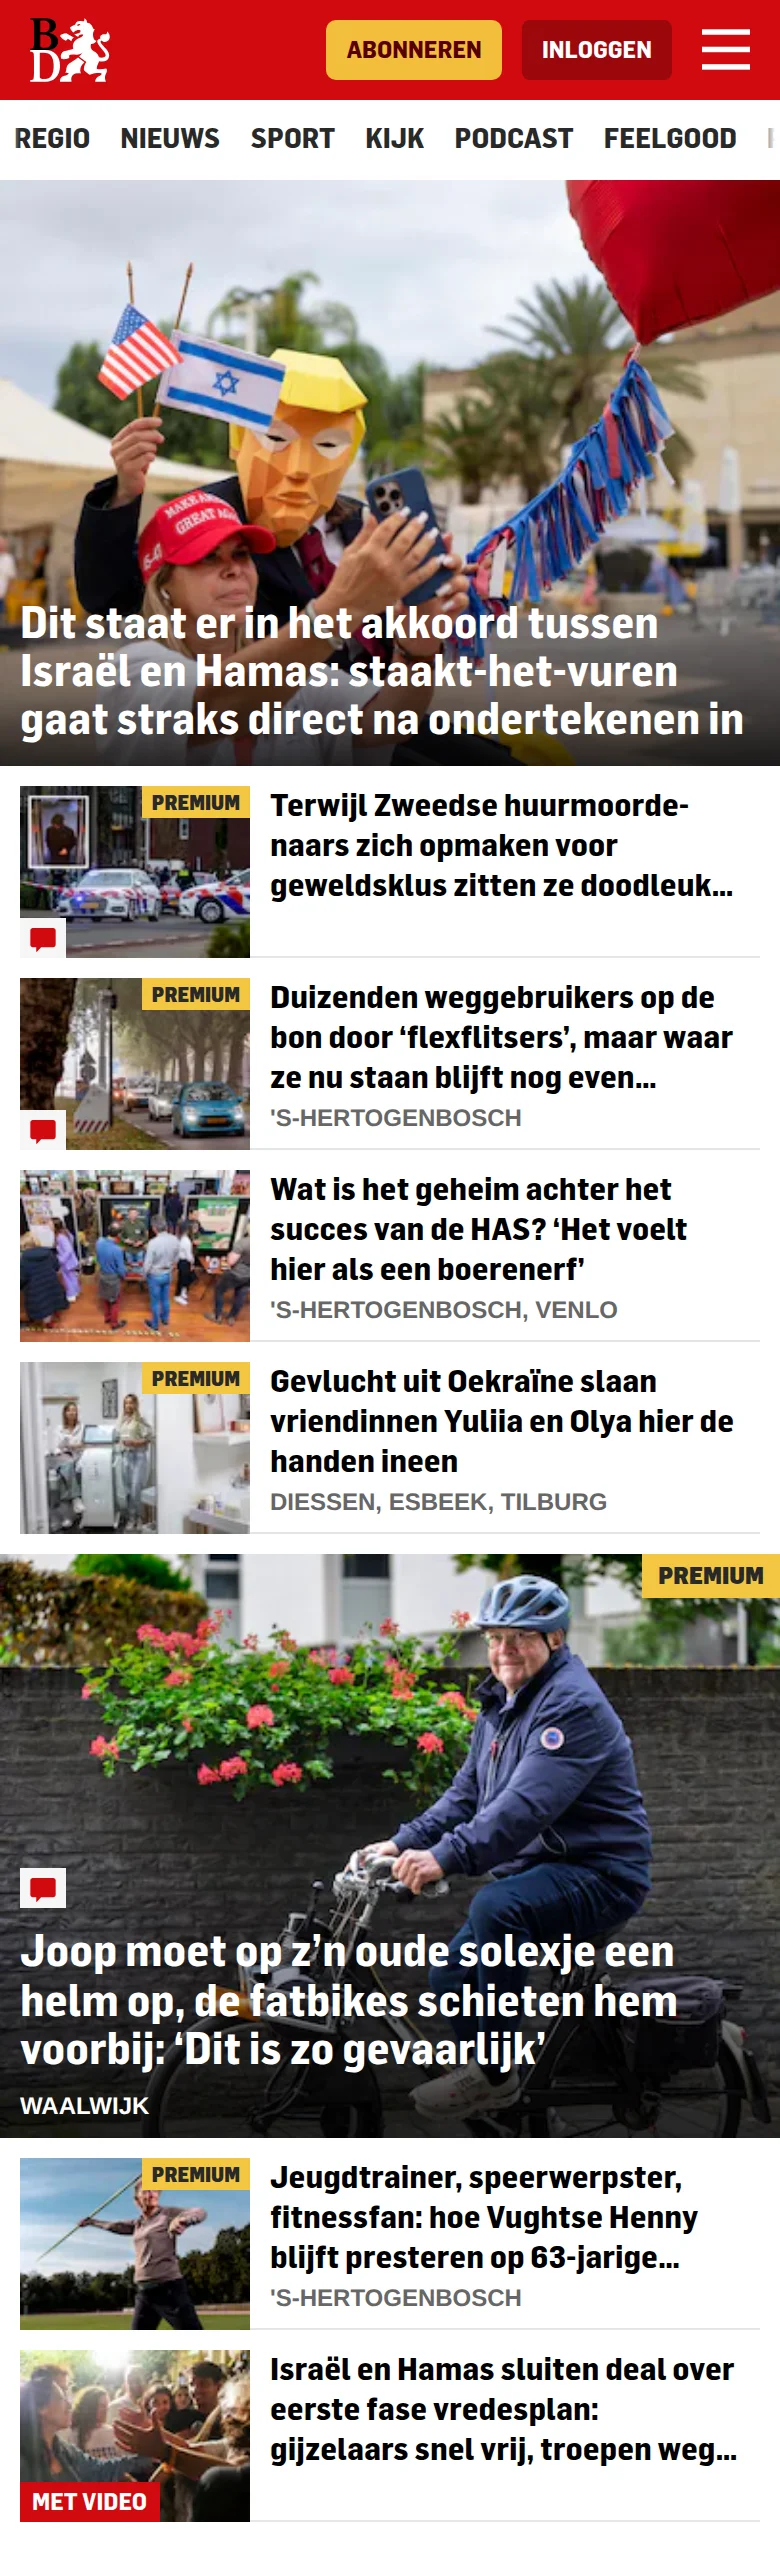 BD
ABONNEREN
INLOGGEN
REGIO NIEUWS SPORT KIJK PODCAST FEELGOOD
MAKE A
GREAT AGA
45-47
Dit staat er in het akkoord tussen
Israël en Hamas: staakt-het-vuren
gaat straks direct na ondertekenen in
PREMIUM
Terwijl Zweedse huurmoorde-
naars zich opmaken voor
geweldsklus zitten ze doodleuk...
PREMIUM
Duizenden weggebruikers op de
bon door ‘flexflitsers’, maar waar
ze nu staan blijft nog even...
'S-HERTOGENBOSCH
Wat is het geheim achter het
succes van de HAS? ‘Het voelt
hier als een boerenerf’
'S-HERTOGENBOSCH, VENLO
PREMIUM
Gevlucht uit Oekraïne slaan
vriendinnen Yuliia en Olya hier de
handen ineen
DIESSEN, ESBEEK, TILBURG
PREMIUM
Joop moet op z’n oude solexje een
helm op, de fatbikes schieten hem
voorbij: ‘Dit is zo gevaarlijk’
WAALWIJK
PREMIUM
Jeugdtrainer, speerwerpster,
fitnessfan: hoe Vughtse Henny
blijft presteren op 63-jarige...
'S-HERTOGENBOSCH
MET VIDEO
Israël en Hamas sluiten deal over
eerste fase vredesplan:
gijzelaars snel vrij, troepen weg...